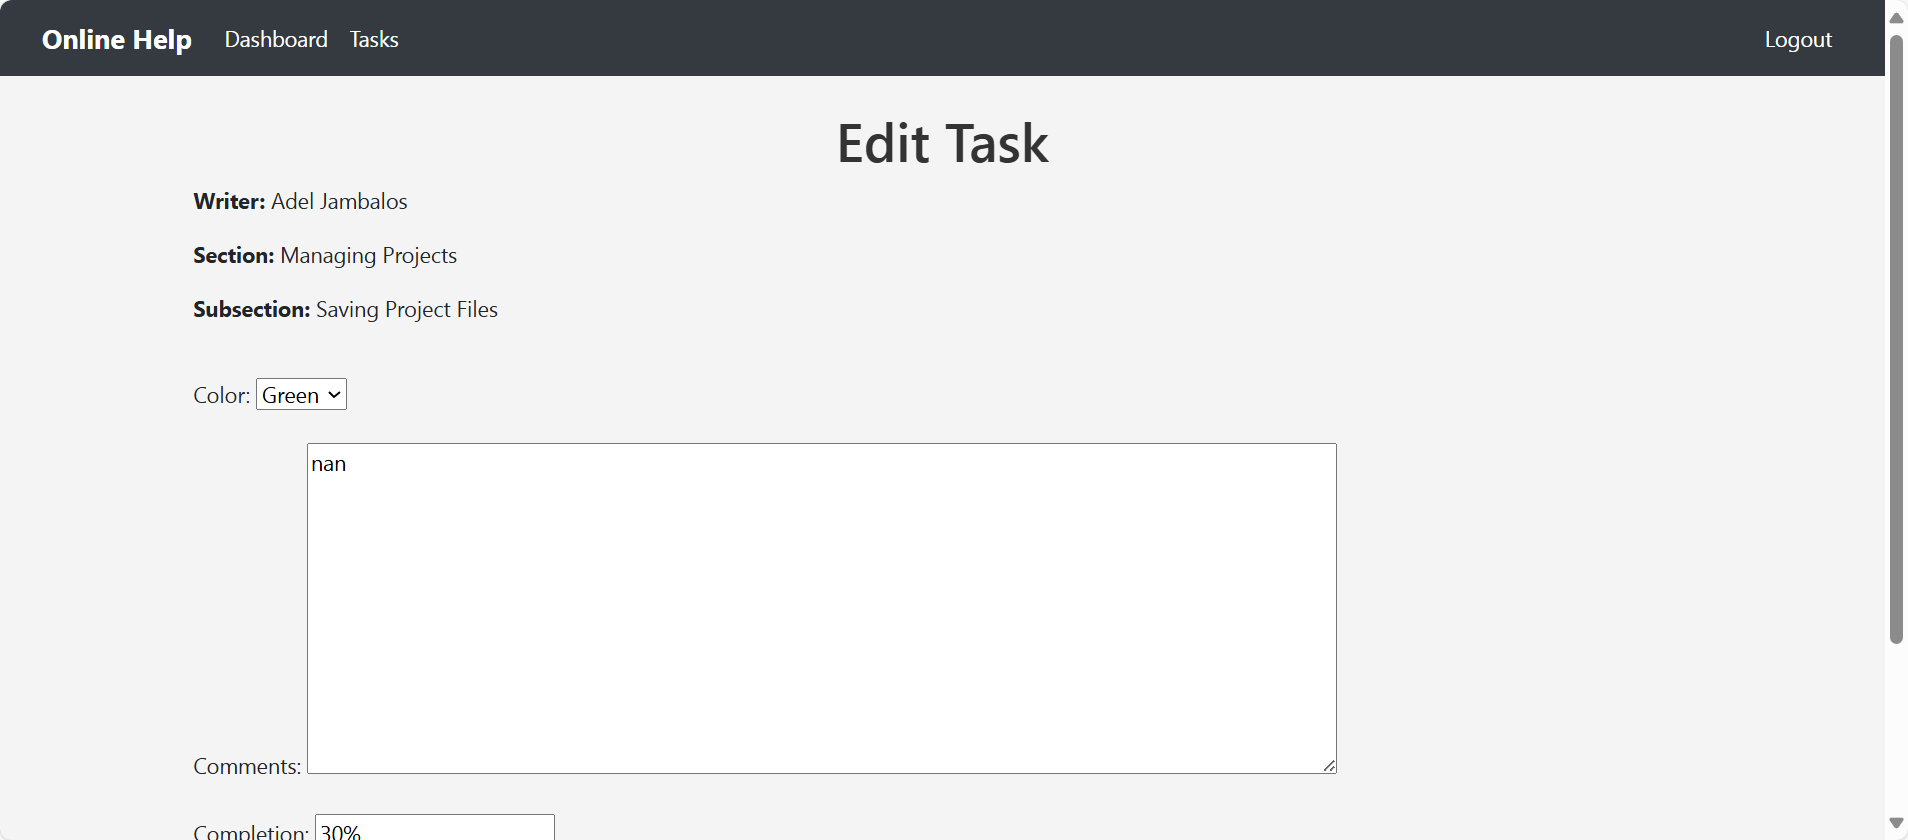 Online Help Dashboard Tasks Logout
Edit Task
Writer: Adel Jambalos
Section: Managing Projects
Subsection: Saving Project Files
Color: Green
nan
Comments:
Completion: 30%